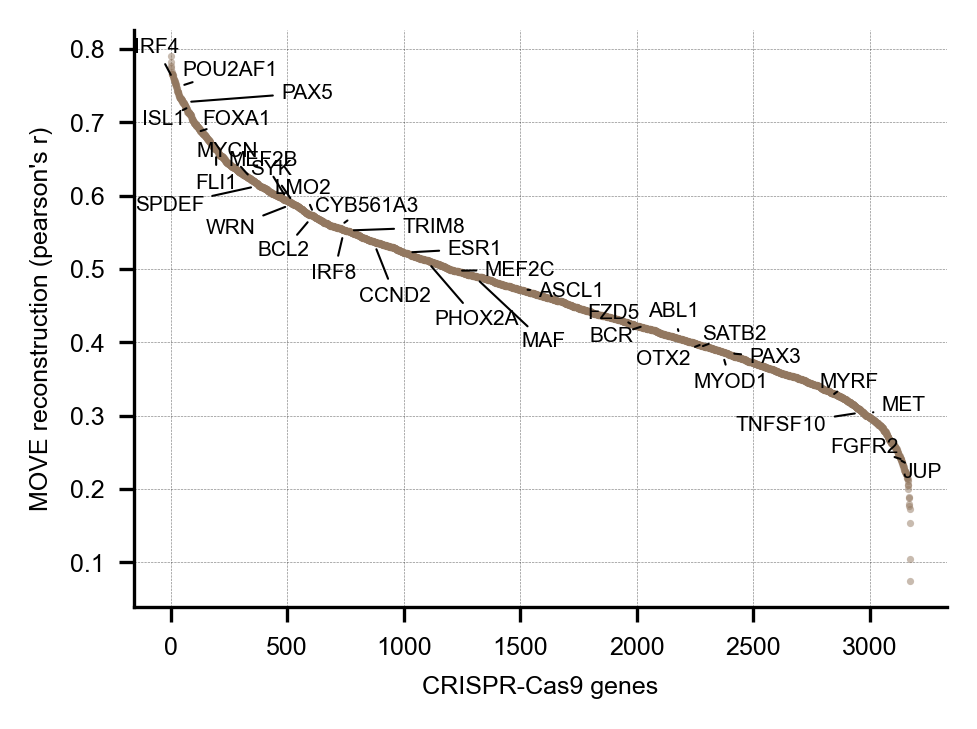 0.8
0.7
0.6
0.5
0.4
0.3
0.2
0.1
MOVE reconstruction (pearson's r)
IRF4
POU2AF1
PAX5
ISL1
FOXA1
MYCN
MEF2B
SYK
FLI1
LMO2
SPDEF
CYB561A3
WRN
TRIM8
BCL2
ESR1
IRF8
MEF2C
CCND2
ASCL1
PHOX2A
FZD5
ABL1
MAF
BCR
SATB2
OTX2
PAX3
MYOD1
MYRF
MET
TNFSF10
FGFR2
JUP
0
500
1000
1500
2000
2500
3000
CRISPR-Cas9 genes